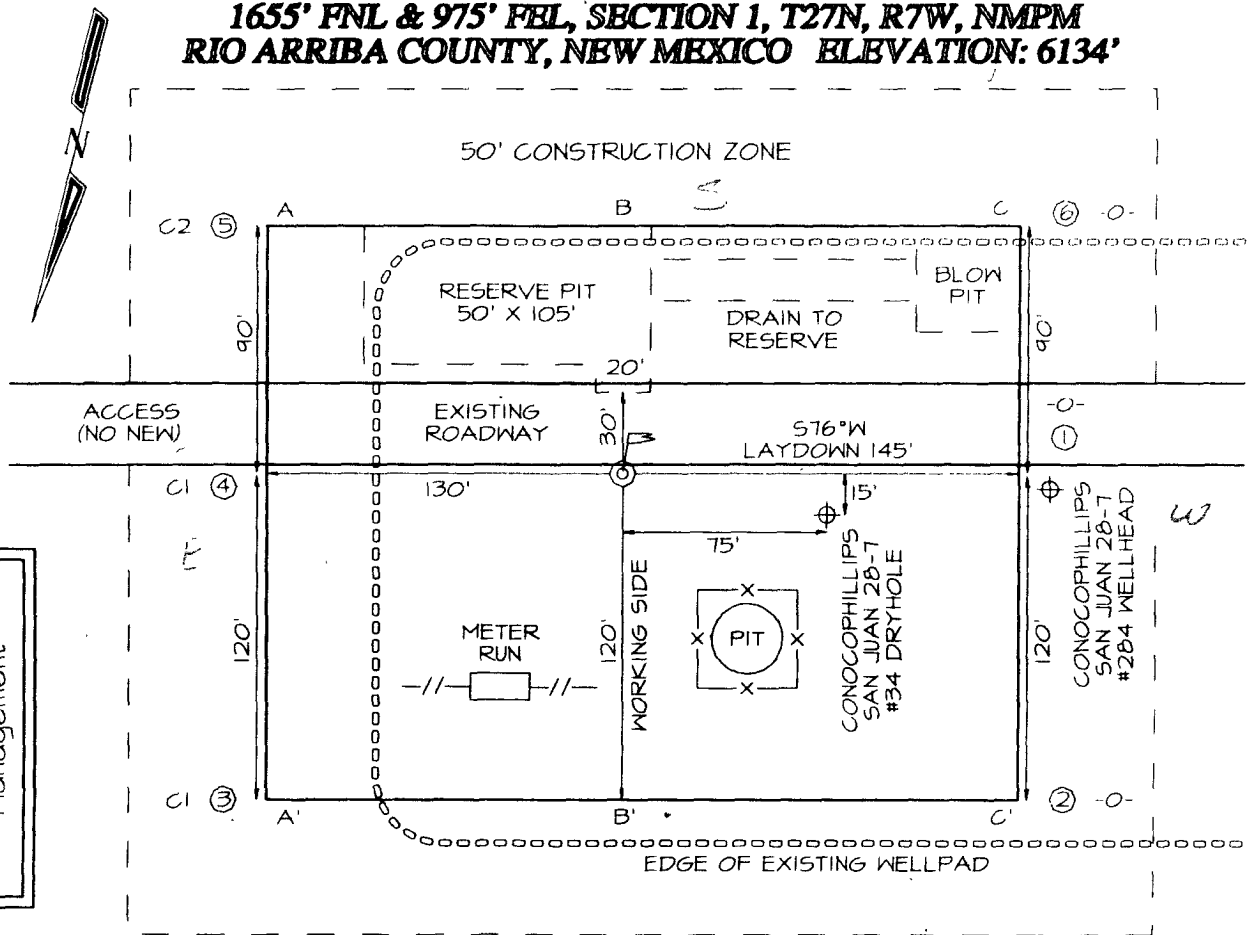 1655' FNL & 975' FEL, SECTION 1, T27N, R7W, NMPM
RIO ARRIBA COUNTY, NEW MEXICO ELEVATION: 6134'
N
50' CONSTRUCTION ZONE
C2 ⑤
A
B
C
⑥ -0-
RESERVE PIT
50' X 105'
BLOW
PIT
DRAIN TO
RESERVE
90'
90'
20'
ACCESS
(NO NEW)
EXISTING
ROADWAY
30'
S76°W
LAYDOWN 145'
-0-
①
C1 ④
130'
15'
75'
W
CONOCOPHILLIPS
SAN JUAN 28-7
#34 DRYHOLE
CONOCOPHILLIPS
SAN JUAN 28-7
#284 WELLHEAD
120'
METER
RUN
120'
WORKING SIDE
PIT
120'
Management
C1 ③
A'
B'
C'
② -0-
EDGE OF EXISTING WELLPAD